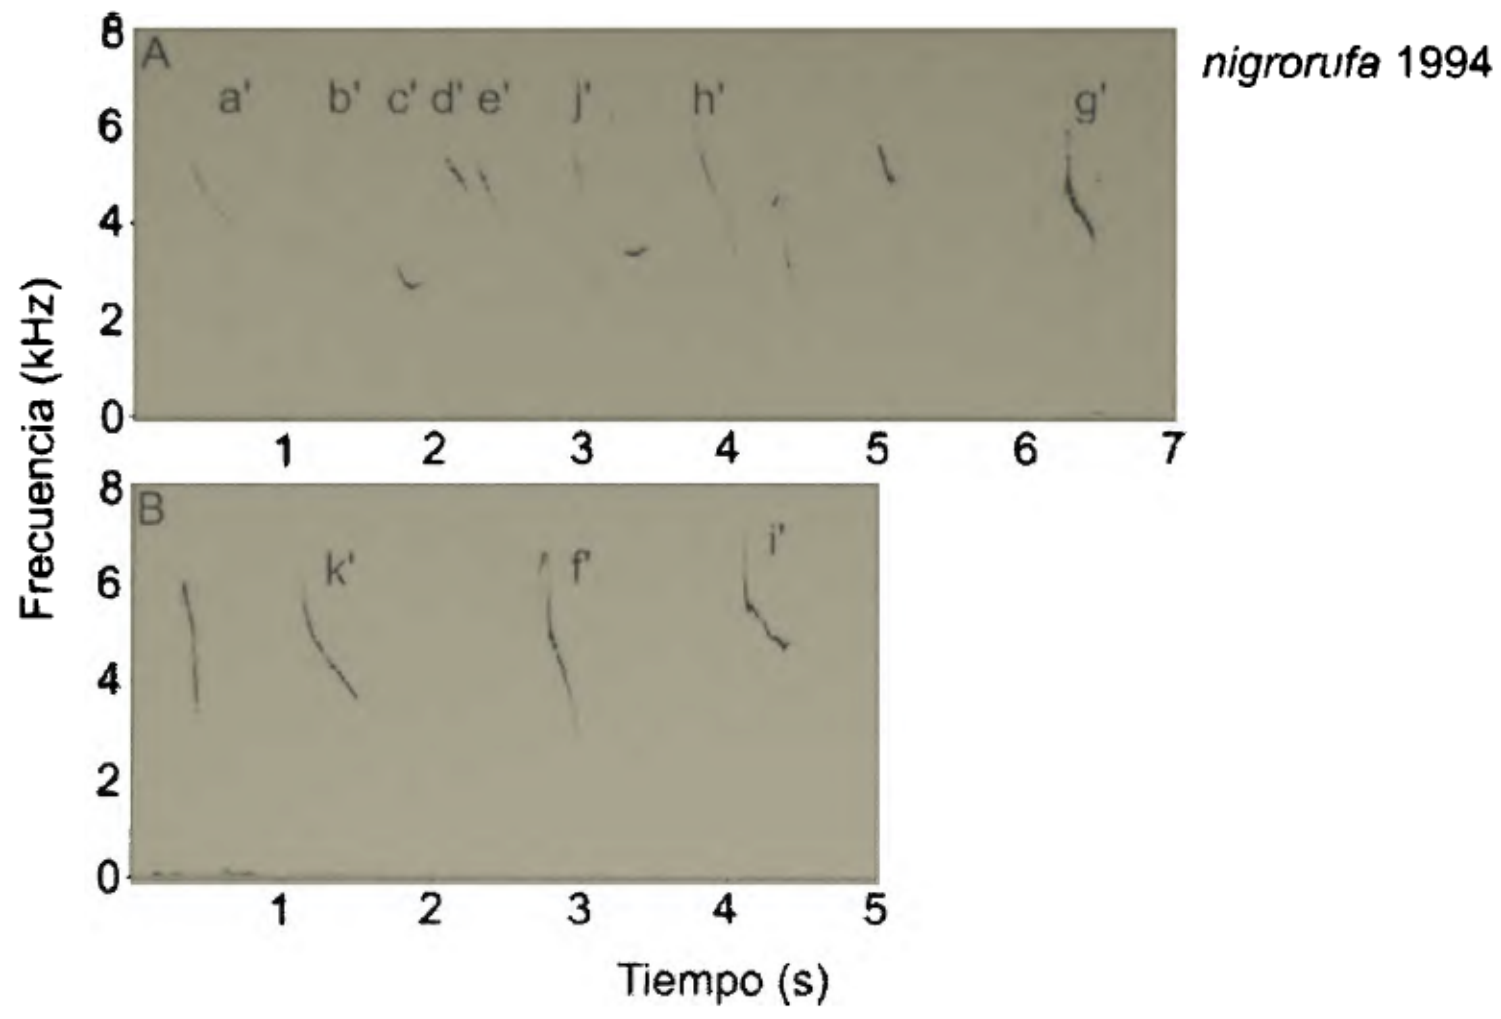 nigrorufa 1994
A
a' b' c' d' e' j' h' g'
8
6
4
2
0
1 2 3 4 5 6 7
B
k' f' i'
8
6
4
2
0
1 2 3 4 5
Frecuencia (kHz)
Tiempo (s)